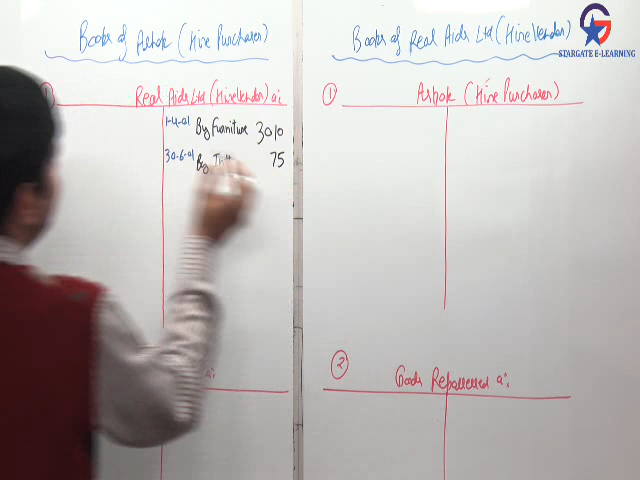 Books of Ashok (Hire Purchaser)
Books of Real Aids Ltd (Hire Vendor)
STARGATE E-LEARNING
Real Aids Ltd (Hire Vendor) a/c
1-4-01 By Furniture 3010
30-6-01 By 75
1 Ashok (Hire Purchaser)
2 Goods Repossessed a/c
a/c